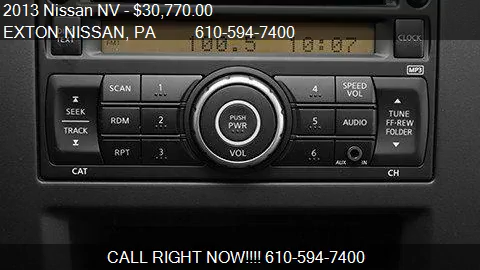 2013 Nissan NV - $30,770.00
EXTON NISSAN, PA 610-594-7400
TEXT FM1 100.5 10:07 CLOCK
MP3
SEEK
TRACK
CAT
SCAN 1
RDM 2
RPT 3
PUSH
PWR
VOL
4 SPEED VOL
5 AUDIO
6 AUX IN
TUNE
FF-REW
FOLDER
CH
CALL RIGHT NOW!!!! 610-594-7400